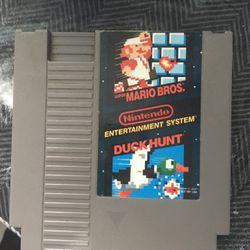 SUPER MARIO BROS.
Nintendo
ENTERTAINMENT SYSTEM
DUCK HUNT